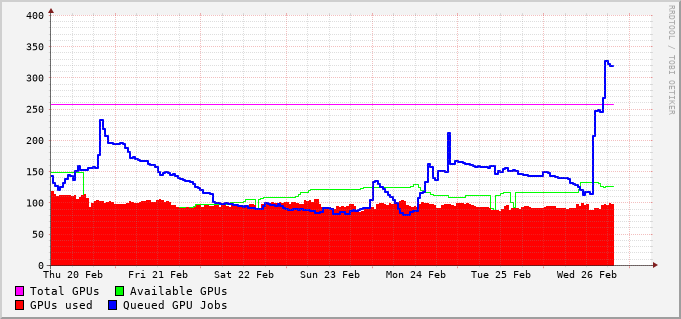 400
350
300
250
200
150
100
50
0
Thu 20 Feb Fri 21 Feb Sat 22 Feb Sun 23 Feb Mon 24 Feb Tue 25 Feb Wed 26 Feb
Total GPUs Available GPUs
GPUs used Queued GPU Jobs
RRDTOOL / TOBI OETIKER